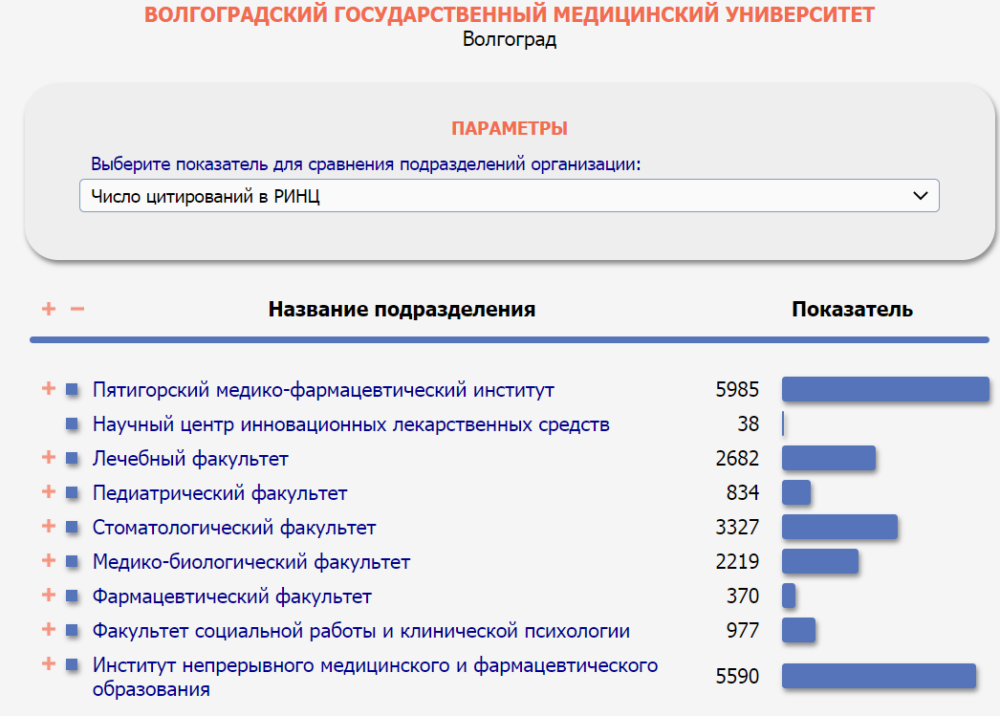 ВОЛГОГРАДСКИЙ ГОСУДАРСТВЕННЫЙ МЕДИЦИНСКИЙ УНИВЕРСИТЕТ
Волгоград
ПАРАМЕТРЫ
Выберите показатель для сравнения подразделений организации:
Число цитирований в РИНЦ
Название подразделения Показатель
Пятигорский медико-фармацевтический институт 5985
Научный центр инновационных лекарственных средств 38
Лечебный факультет 2682
Педиатрический факультет 834
Стоматологический факультет 3327
Медико-биологический факультет 2219
Фармацевтический факультет 370
Факультет социальной работы и клинической психологии 977
Институт непрерывного медицинского и фармацевтического
образования 5590